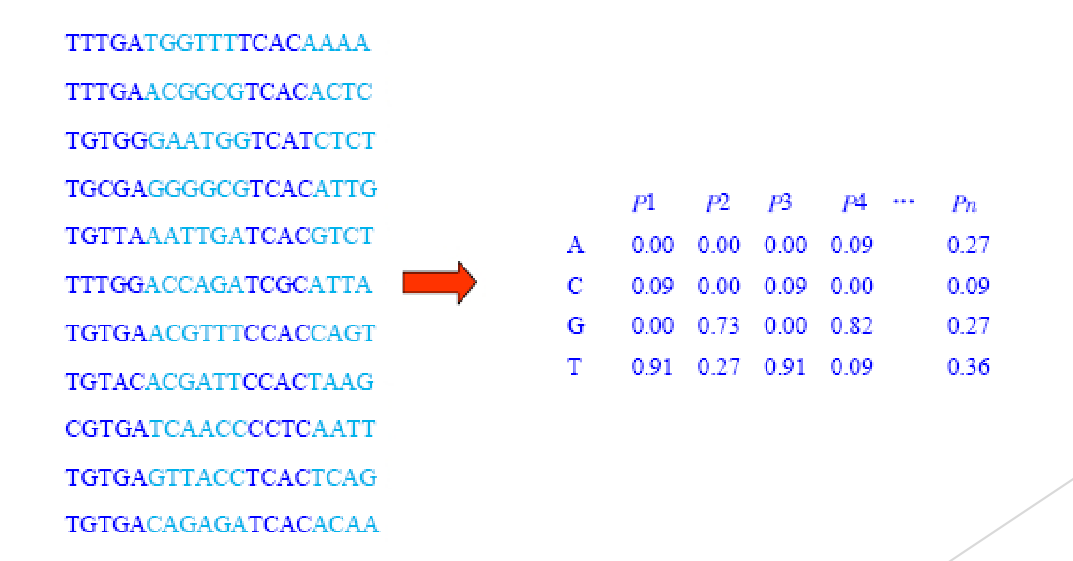 TTTGATGGTTTTTCACAAAA
TTTGAACGGCGTCACACTC
TGTGGGAATGGTCATCTCT
TGCGAGGGGCGTCACATTG
TGTTAAATTGATCACGTCT
TTTGGACCAGATCGCATTA
TGTGAACGTTTCCACCAGT
TGTACACGATTCCACTAAG
CGTGATCAACCCCTCAATT
TGTGAGTTACCTCACTCAG
TGTGACAGAGATCACACAA
P1 P2 P3 P4 ... Pn
A 0.00 0.00 0.00 0.09 0.27
C 0.09 0.00 0.09 0.00 0.09
G 0.00 0.73 0.00 0.82 0.27
T 0.91 0.27 0.91 0.09 0.36